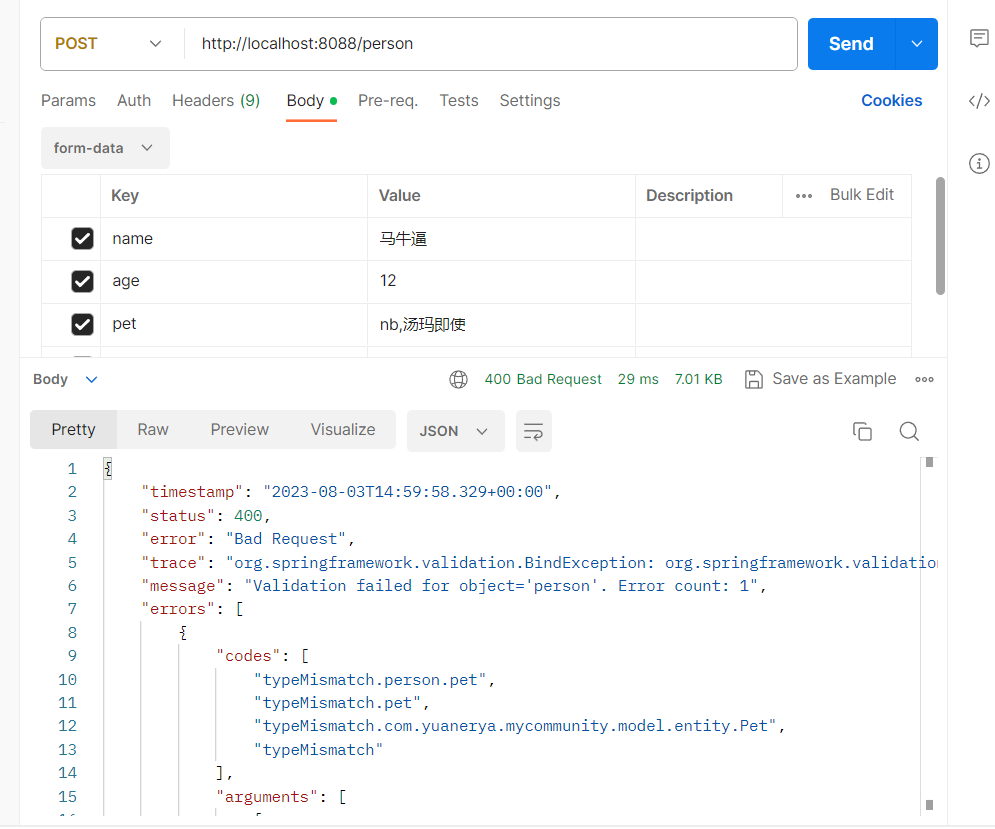 POST http://localhost:8088/person Send
Params Auth Headers (9) Body Pre-req. Tests Settings Cookies
form-data
Key Value Description Bulk Edit
name 马牛逼
age 12
pet nb,汤玛即使
Body 400 Bad Request 29 ms 7.01 KB Save as Example
Pretty Raw Preview Visualize JSON
1 {
2 "timestamp": "2023-08-03T14:59:58.329+00:00",
3 "status": 400,
4 "error": "Bad Request",
5 "trace": "org.springframework.validation.BindException: org.springframework.validation
6 "message": "Validation failed for object='person'. Error count: 1",
7 "errors": [
8 {
9 "codes": [
10 "typeMismatch.person.pet",
11 "typeMismatch.pet",
12 "typeMismatch.com.yuanerya.mycommunity.model.entity.Pet",
13 "typeMismatch"
14 ],
15 "arguments": [